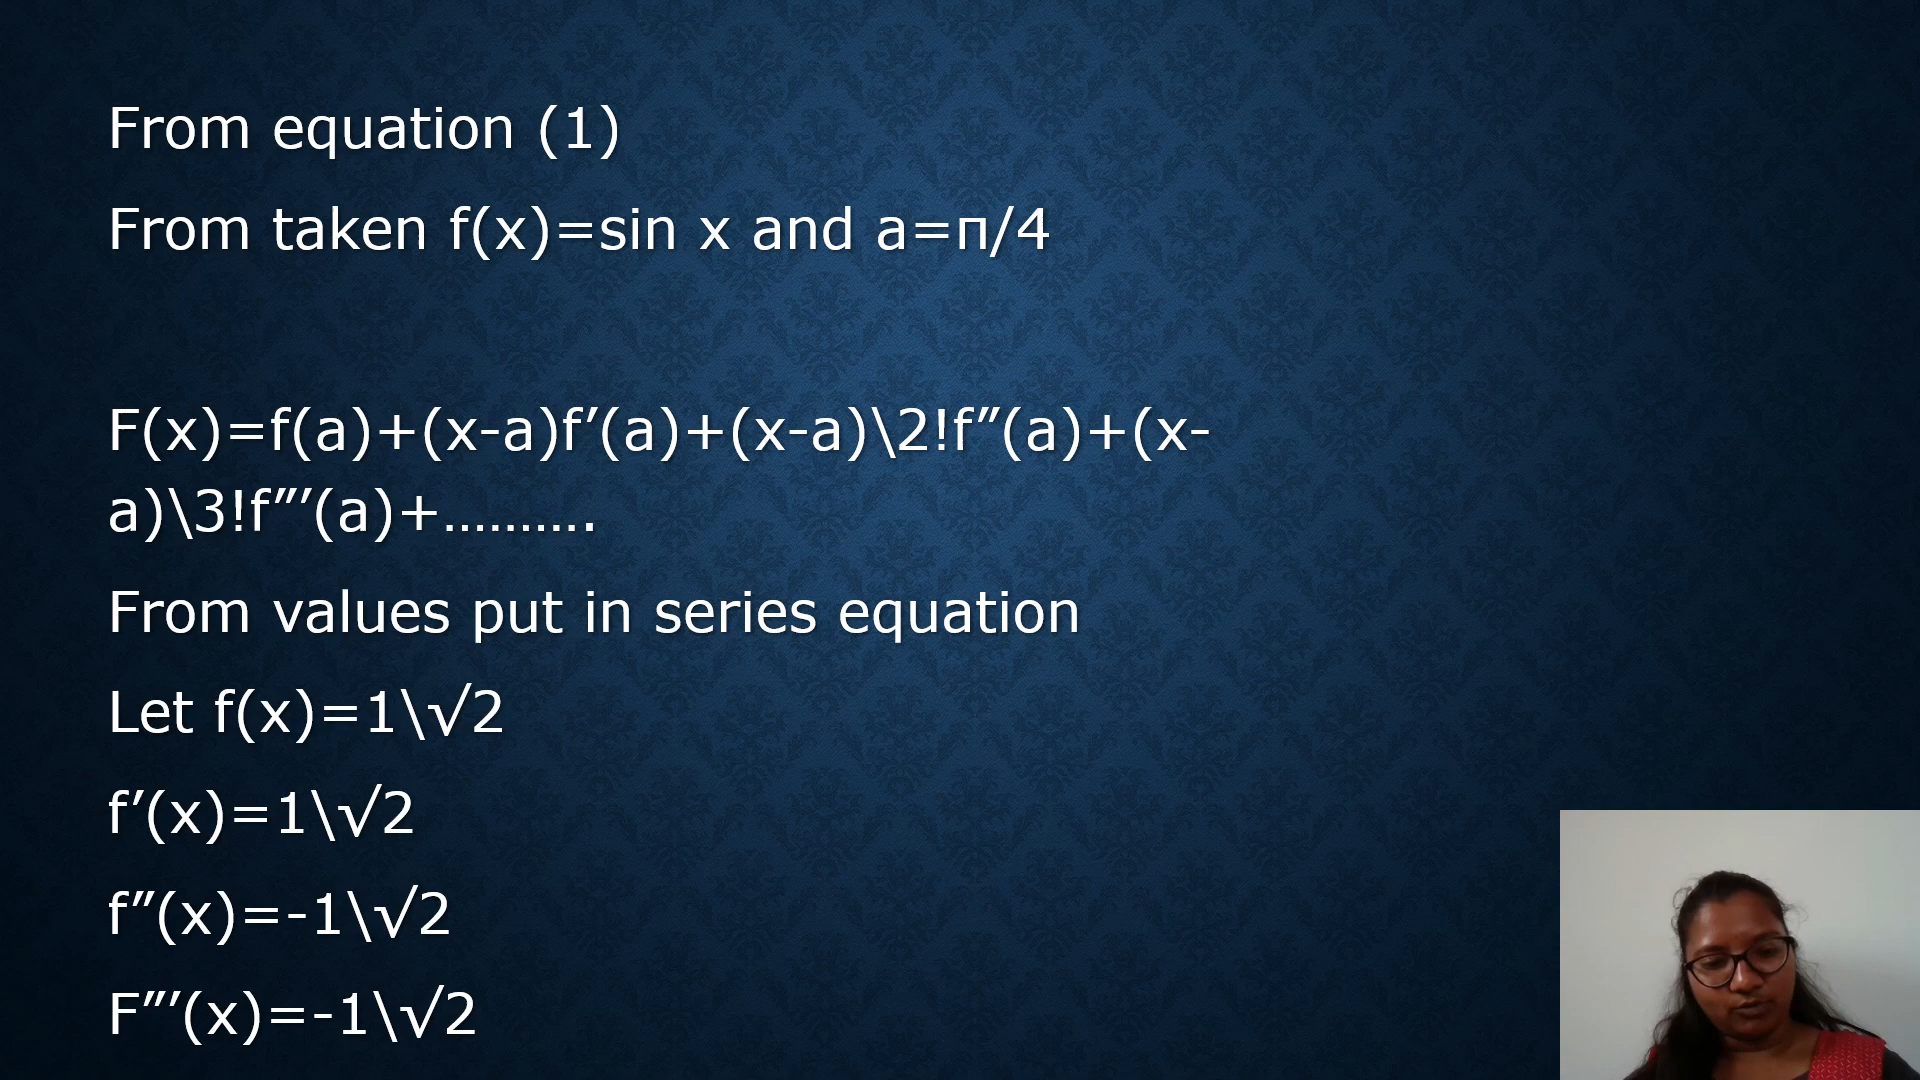 From equation (1)
From taken f(x)=sin x and a=п/4
F(x)=f(a)+(x-a)f’(a)+(x-a)\2!f”(a)+(x-
a)\3!f”’(a)+……….
From values put in series equation
Let f(x)=1\√2
f’(x)=1\√2
f”(x)=-1\√2
F”’(x)=-1\√2